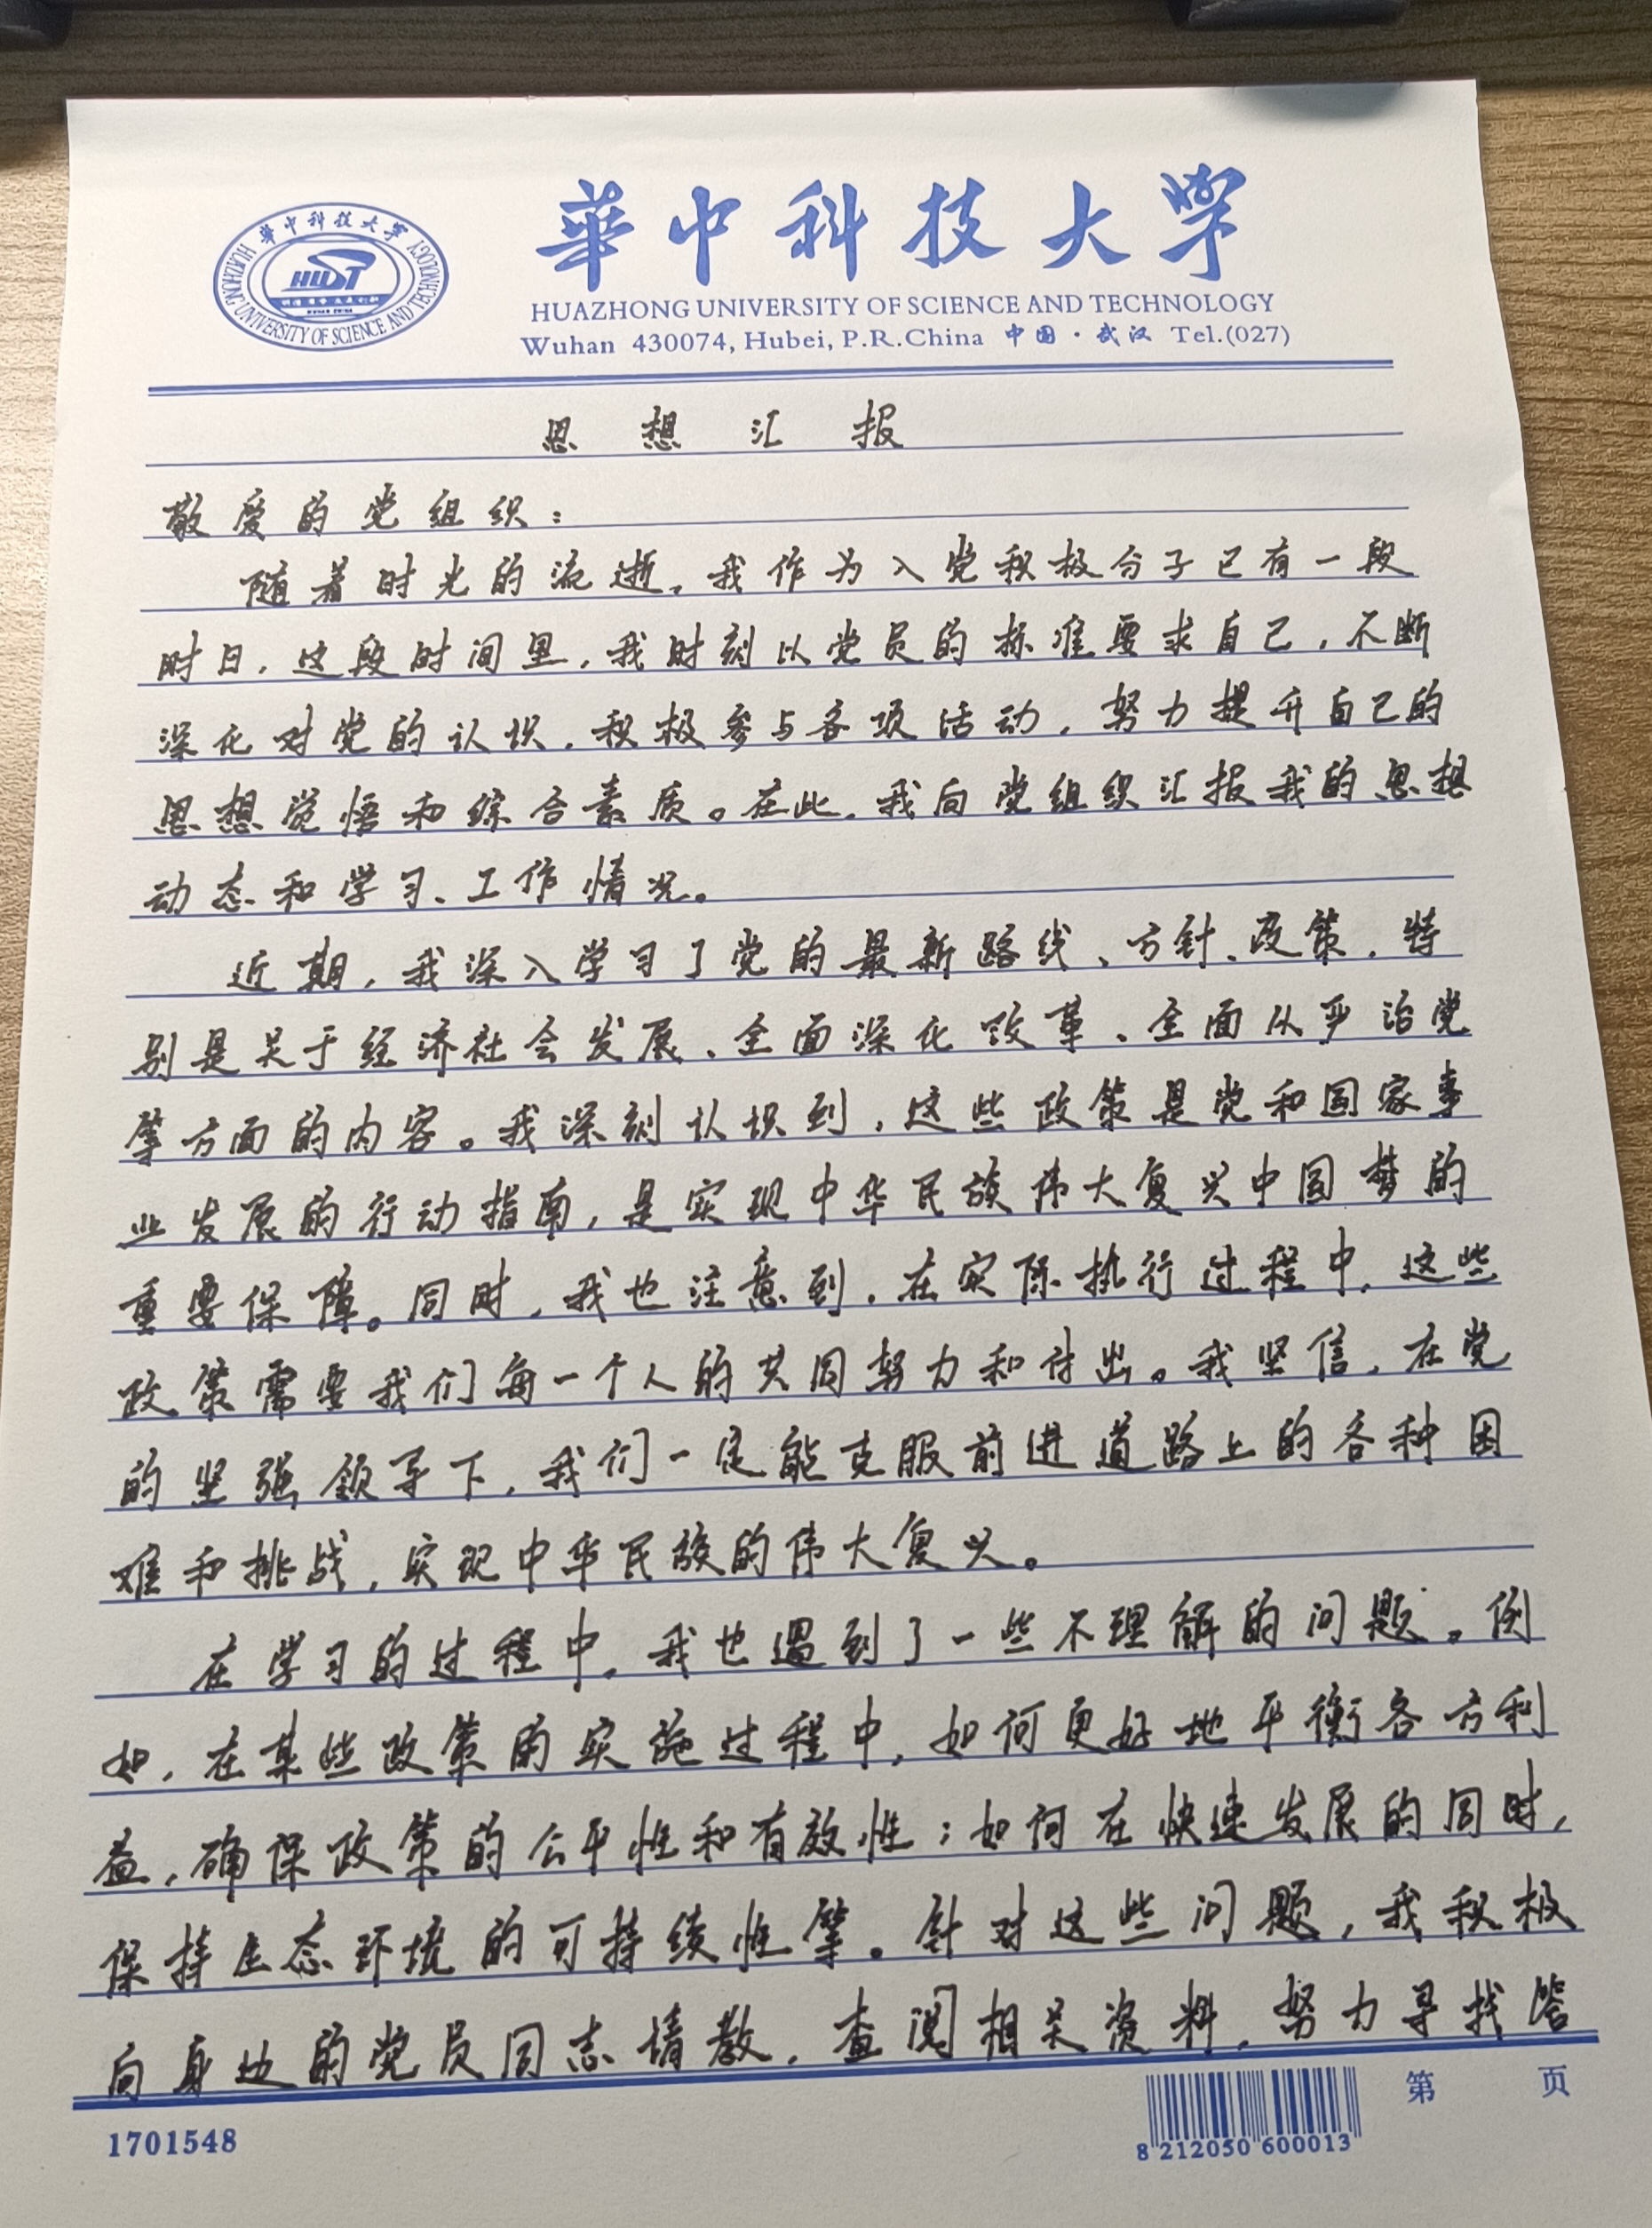 華中科技大学
HUAZHONG UNIVERSITY OF SCIENCE AND TECHNOLOGY
Wuhan 430074, Hubei, P.R.China 中国·武汉 Tel.(027)
華中科技大学
HUST
HUAZHONG UNIVERSITY OF SCIENCE AND TECHNOLOGY
思想汇报
敬爱的党组织：
随着时光的流逝，我作为入党积极分子已有一段
时日，这段时间里，我时刻以党员的标准要求自己，不断
深化对党的认识，积极参与各项活动，努力提升自己的
思想觉悟和综合素质。在此，我向党组织汇报我的思想
动态和学习、工作情况。
近期，我深入学习了党的最新路线、方针、政策，特
别是关于经济社会发展、全面深化改革、全面从严治党
等方面的内容。我深刻认识到，这些政策是党和国家事
业发展的行动指南，是实现中华民族伟大复兴中国梦的
重要保障。同时，我也注意到，在实际执行过程中，这些
政策需要我们每一个人的共同努力和付出。我坚信，在党
的坚强领导下，我们一定能克服前进道路上的各种困
难和挑战，实现中华民族的伟大复兴。
在学习的过程中，我也遇到了一些不理解的问题。例
如，在某些政策的实施过程中，如何更好地平衡各方利
益，确保政策的公平性和有效性；如何在快速发展的同时，
保持生态环境的可持续性等。针对这些问题，我积极
向身边的党员同志请教，查阅相关资料，努力寻找答
第 页
1701548
8 212050 600013